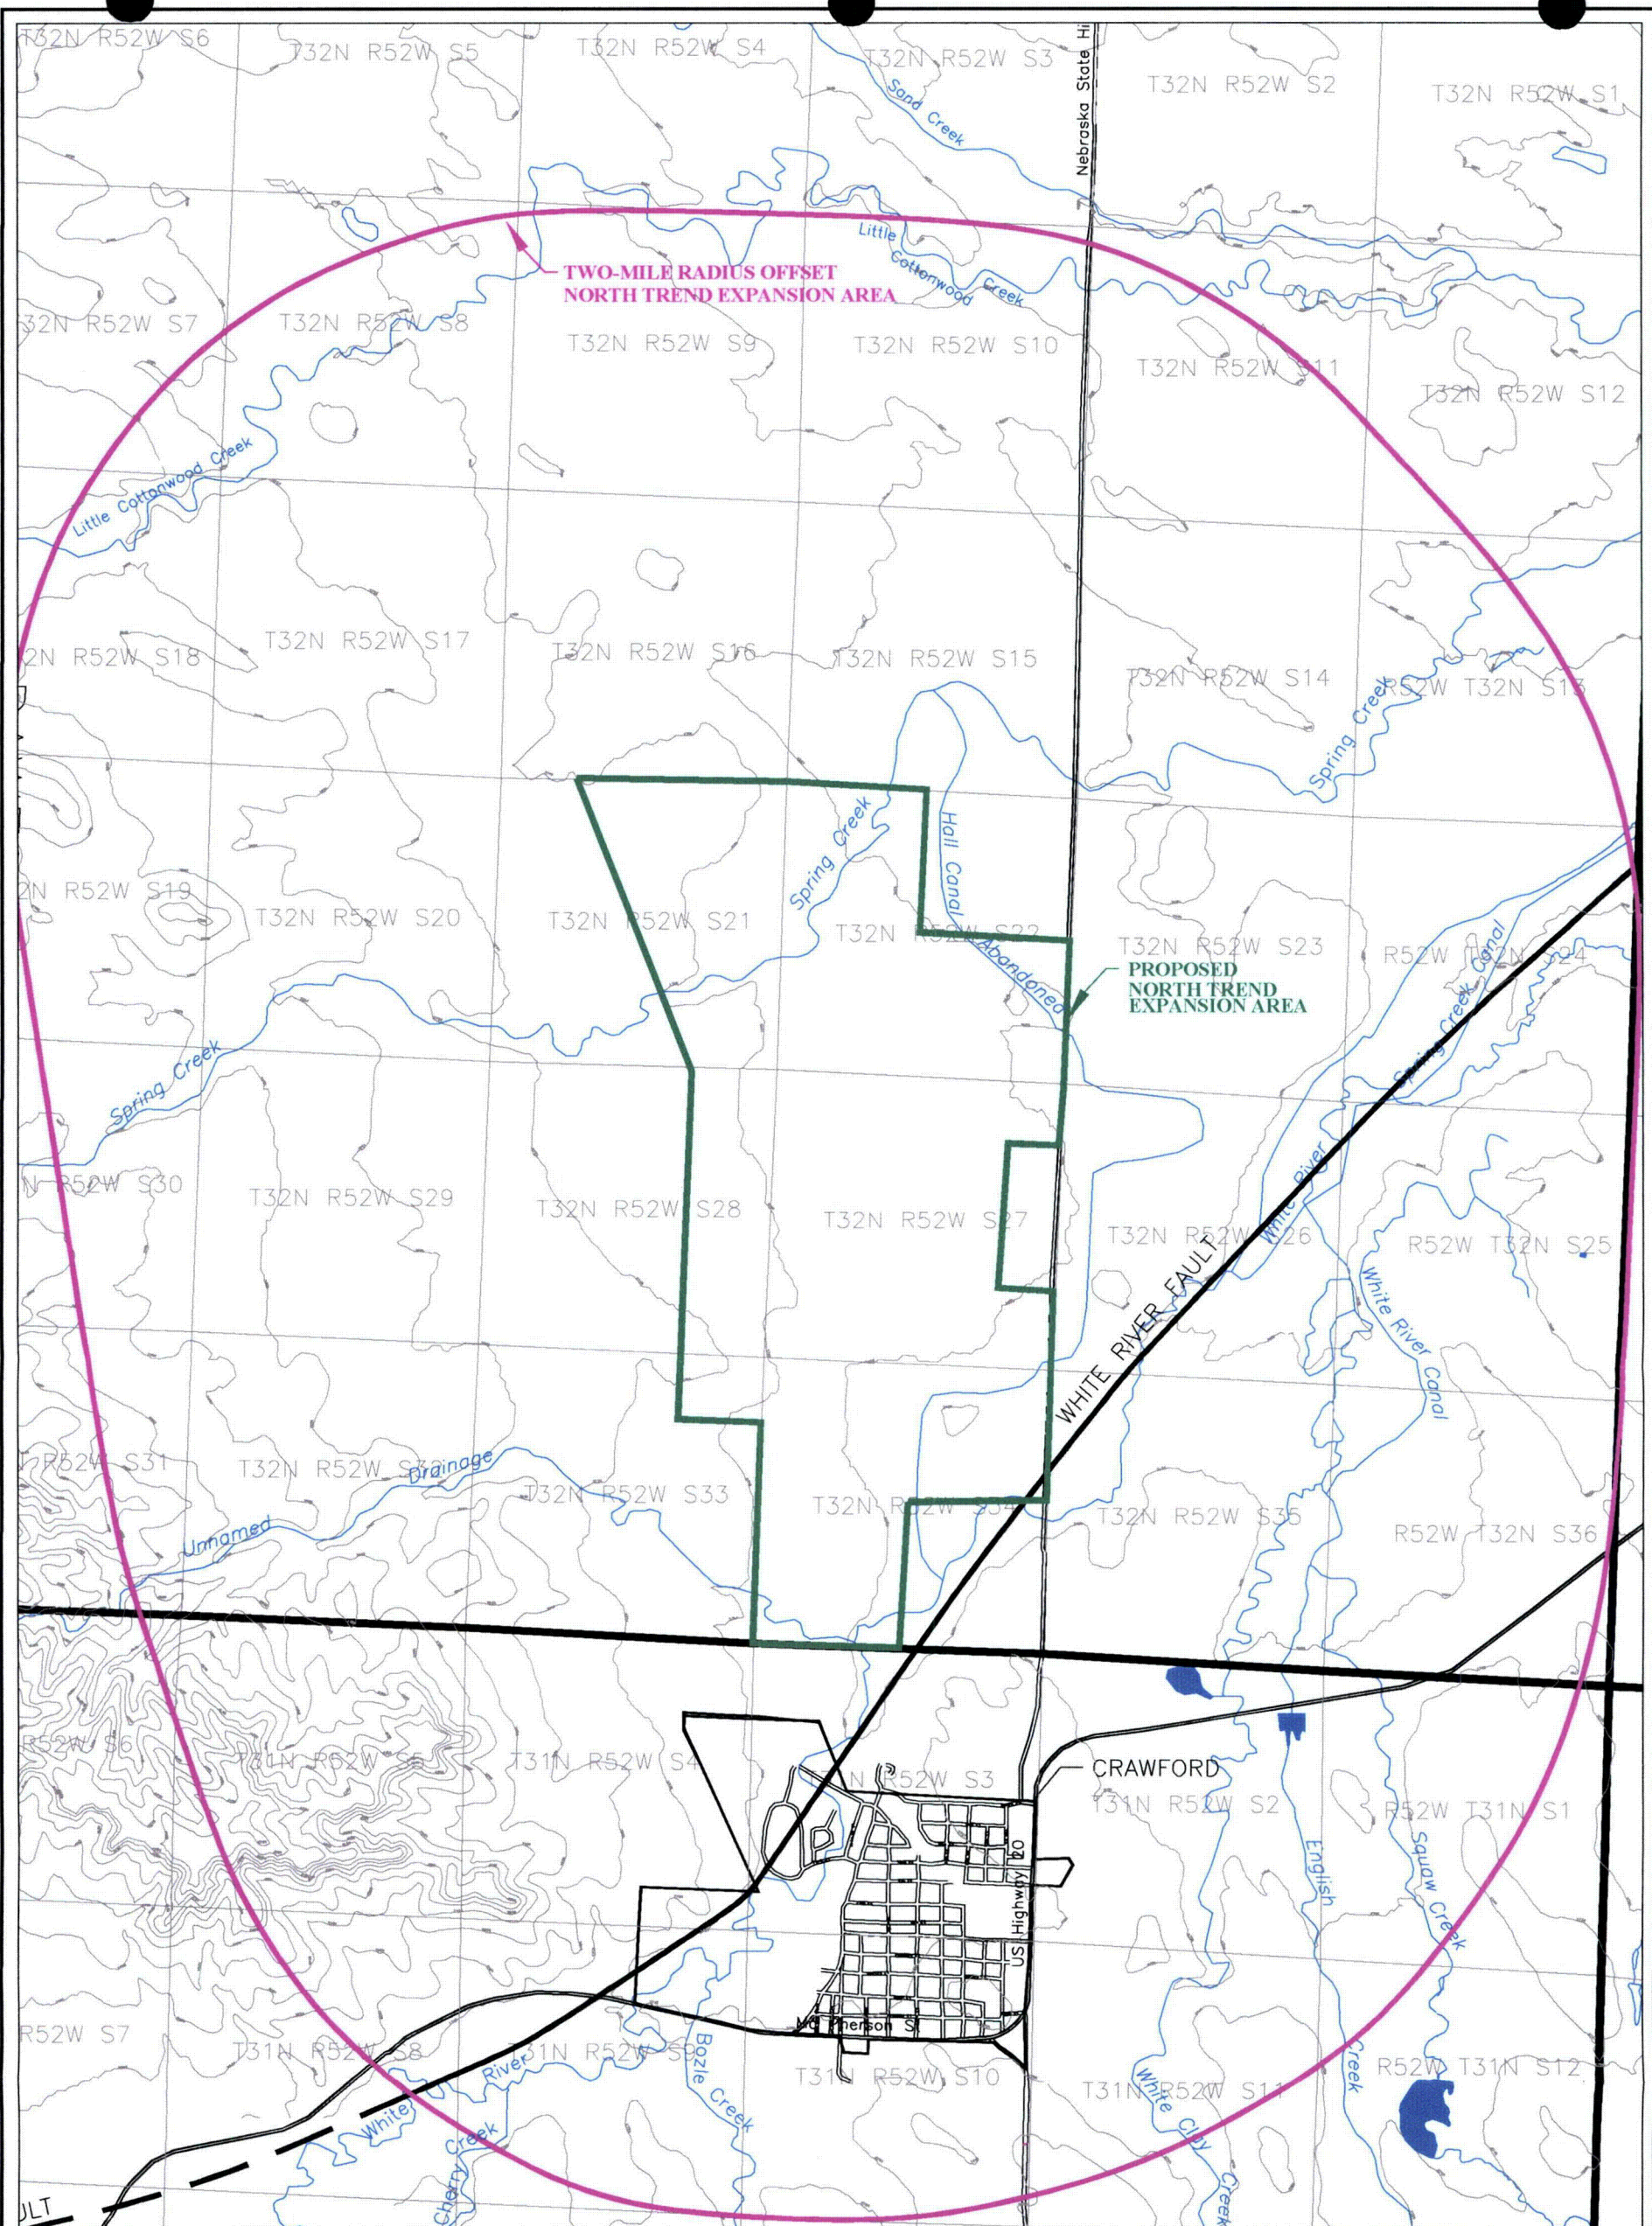 T32N R52W S6
T32N R52W S5
T32N R52W S4
T32N R52W S3
T32N R52W S2
T32N R52W S1
Nebraska State Hi
Sand Creek
Little
Cottonwood
Creek
TWO-MILE RADIUS OFFSET
NORTH TREND EXPANSION AREA
32N R52W S7
T32N R52W S8
T32N R52W S9
T32N R52W S10
T32N R52W S11
T32N R52W S12
Little Cottonwood Creek
2N R52W S18
T32N R52W S17
T32N R52W S16
T32N R52W S15
T32N R52W S14
R52W T32N S13
Spring Creek
Spring Creek
Hall Canal
Abandoned
2N R52W S19
T32N R52W S20
T32N R52W S21
T32N R52W S22
T32N R52W S23
R52W T32N S24
PROPOSED
NORTH TREND
EXPANSION AREA
Spring Creek Canal
Spring Creek
White River
N R52W S30
T32N R52W S29
T32N R52W S28
T32N R52W S27
T32N R52W S26
R52W T32N S25
WHITE RIVER FAULT
White River Canal
R52W S31
T32N R52W S32
Drainage
Unnamed
T32N R52W S33
T32N R52W S34
T32N R52W S35
R52W T32N S36
R52W S6
T31N R52W S5
T31N R52W S4
N R52W S3
CRAWFORD
T31N R52W S2
R52W T31N S1
US Highway 20
English
Creek
Squaw Creek
Mc Pherson S
R52W S7
T31N R52W S8
31N R52W S9
T31N R52W S10
T31N R52W S11
R52W T31N S12
White
River
Bozle Creek
Cherry Creek
White Clay
Creek
ULT